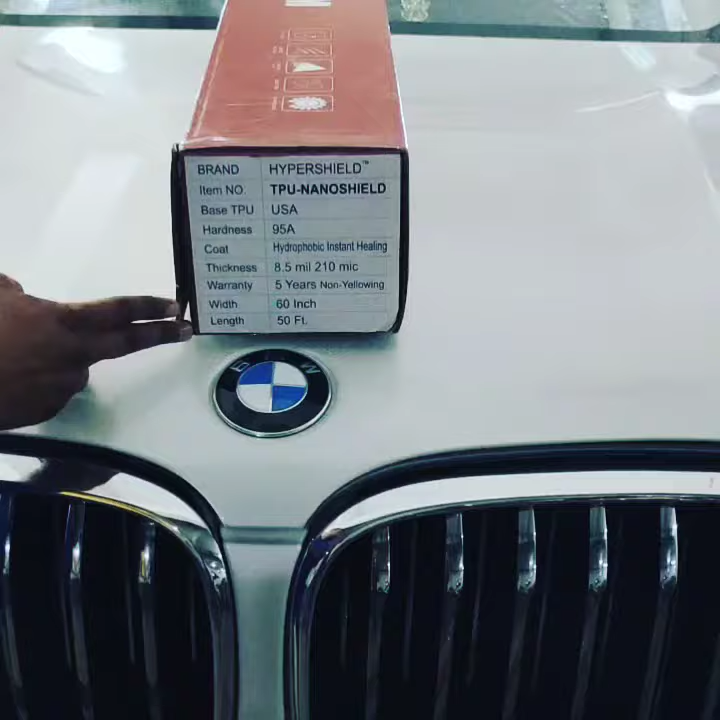 BRAND HYPERSHIELD™
Item NO. TPU-NANOSHIELD
Base TPU USA
Hardness 95A
Coat Hydrophobic Instant Healing
Thickness 8.5 mil 210 mic
Warranty 5 Years Non-Yellowing
Width 60 Inch
Length 50 Ft.
BMW